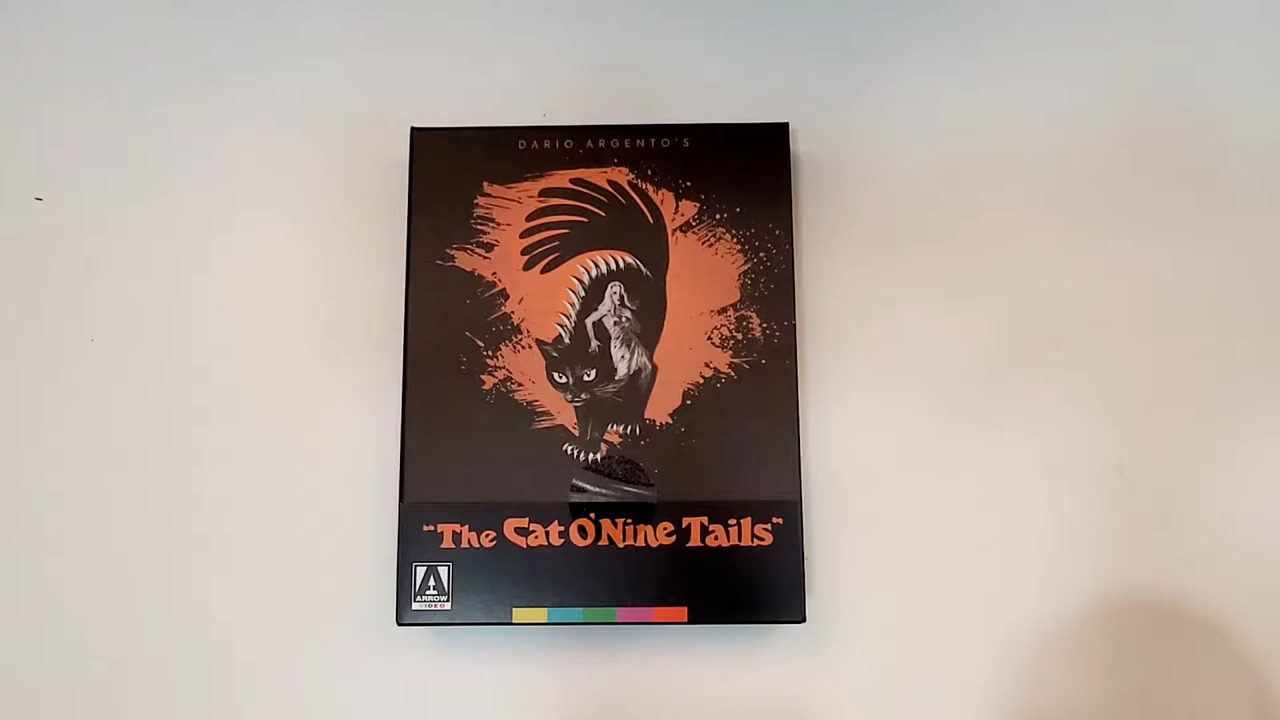 DARIO ARGENTO'S
"The Cat O'Nine Tails"
A
ARROW
VIDEO